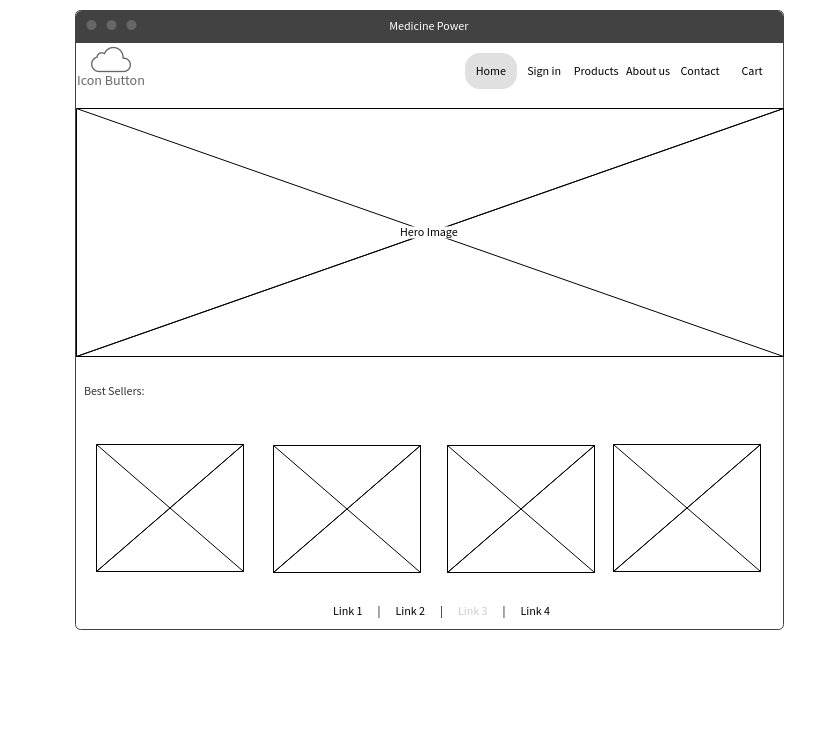 Medicine Power
Icon Button
Home Sign in Products About us Contact Cart
Hero Image
Best Sellers:
Link 1 | Link 2 | Link 3 | Link 4